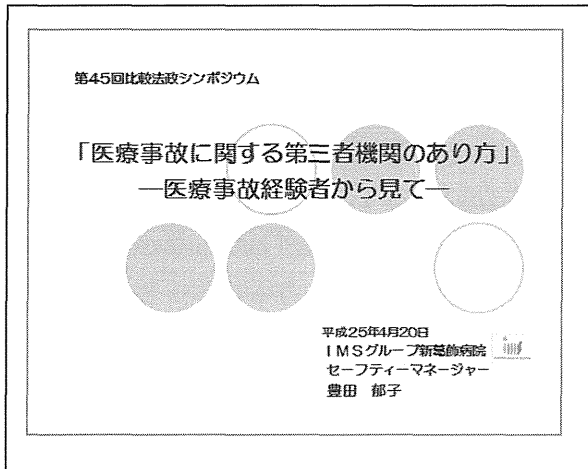 第45回比較法政シンポジウム
「医療事故に関する第三者機関のあり方」
―医療事故経験者から見て―
平成25年4月20日
IMSグループ新葛飾病院
セーフティーマネージャー
豊田 郁子